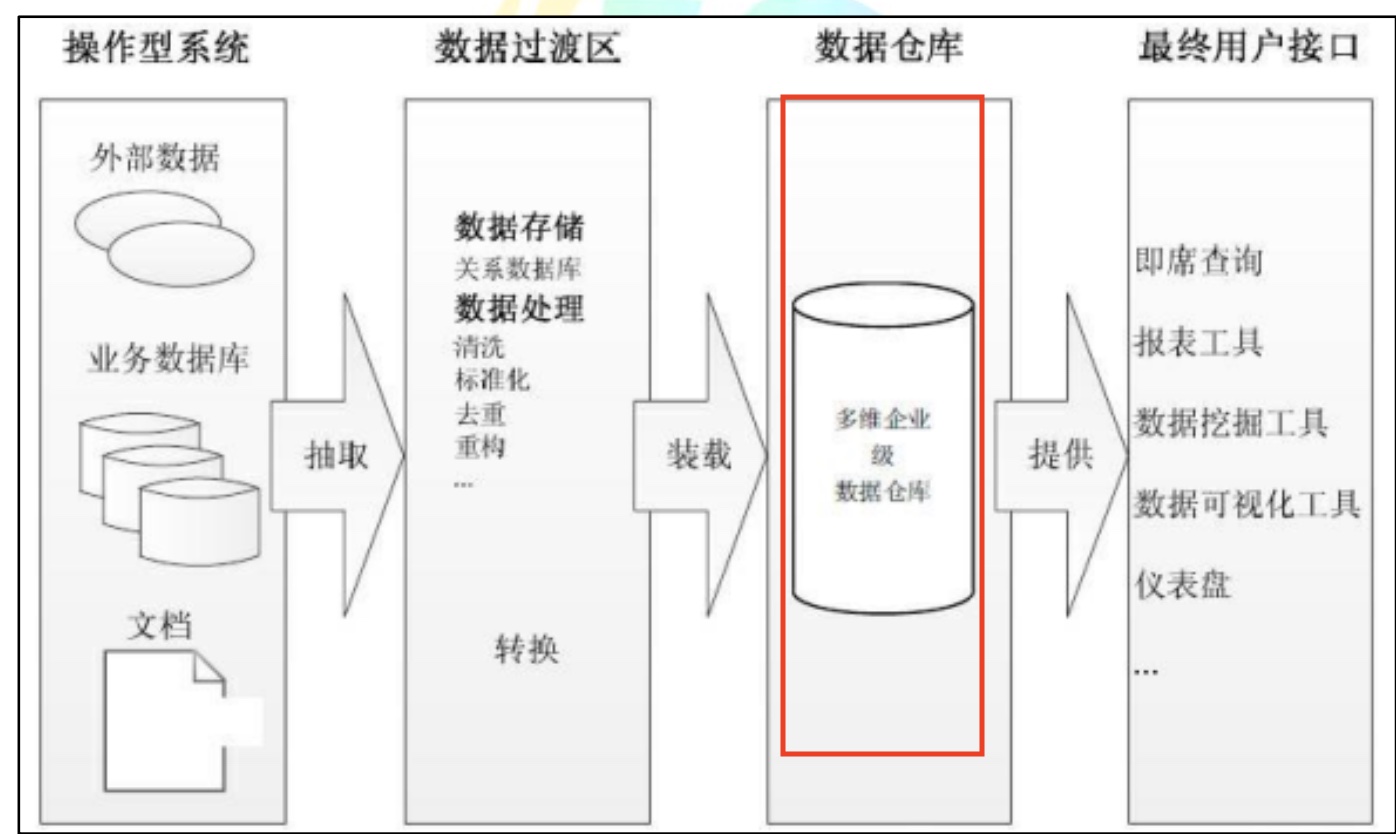 操作型系统
数据过渡区
数据仓库
最终用户接口
外部数据
业务数据库
文档
抽取
数据存储
关系数据库
数据处理
清洗
标准化
去重
重构
...
转换
装载
多维企业
级
数据仓库
提供
即席查询
报表工具
数据挖掘工具
数据可视化工具
仪表盘
...